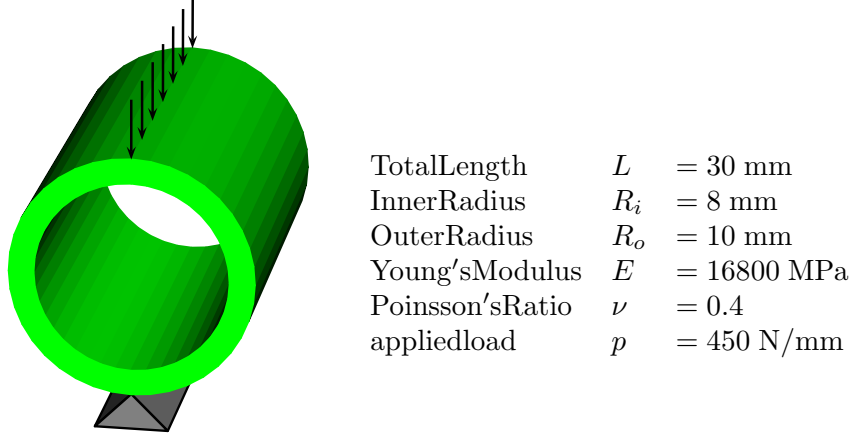 TotalLength L = 30 mm
InnerRadius R_i = 8 mm
OuterRadius R_o = 10 mm
Young′sModulus E = 16800 MPa
Poinsson′sRatio ν = 0.4
appliedload p = 450 N/mm